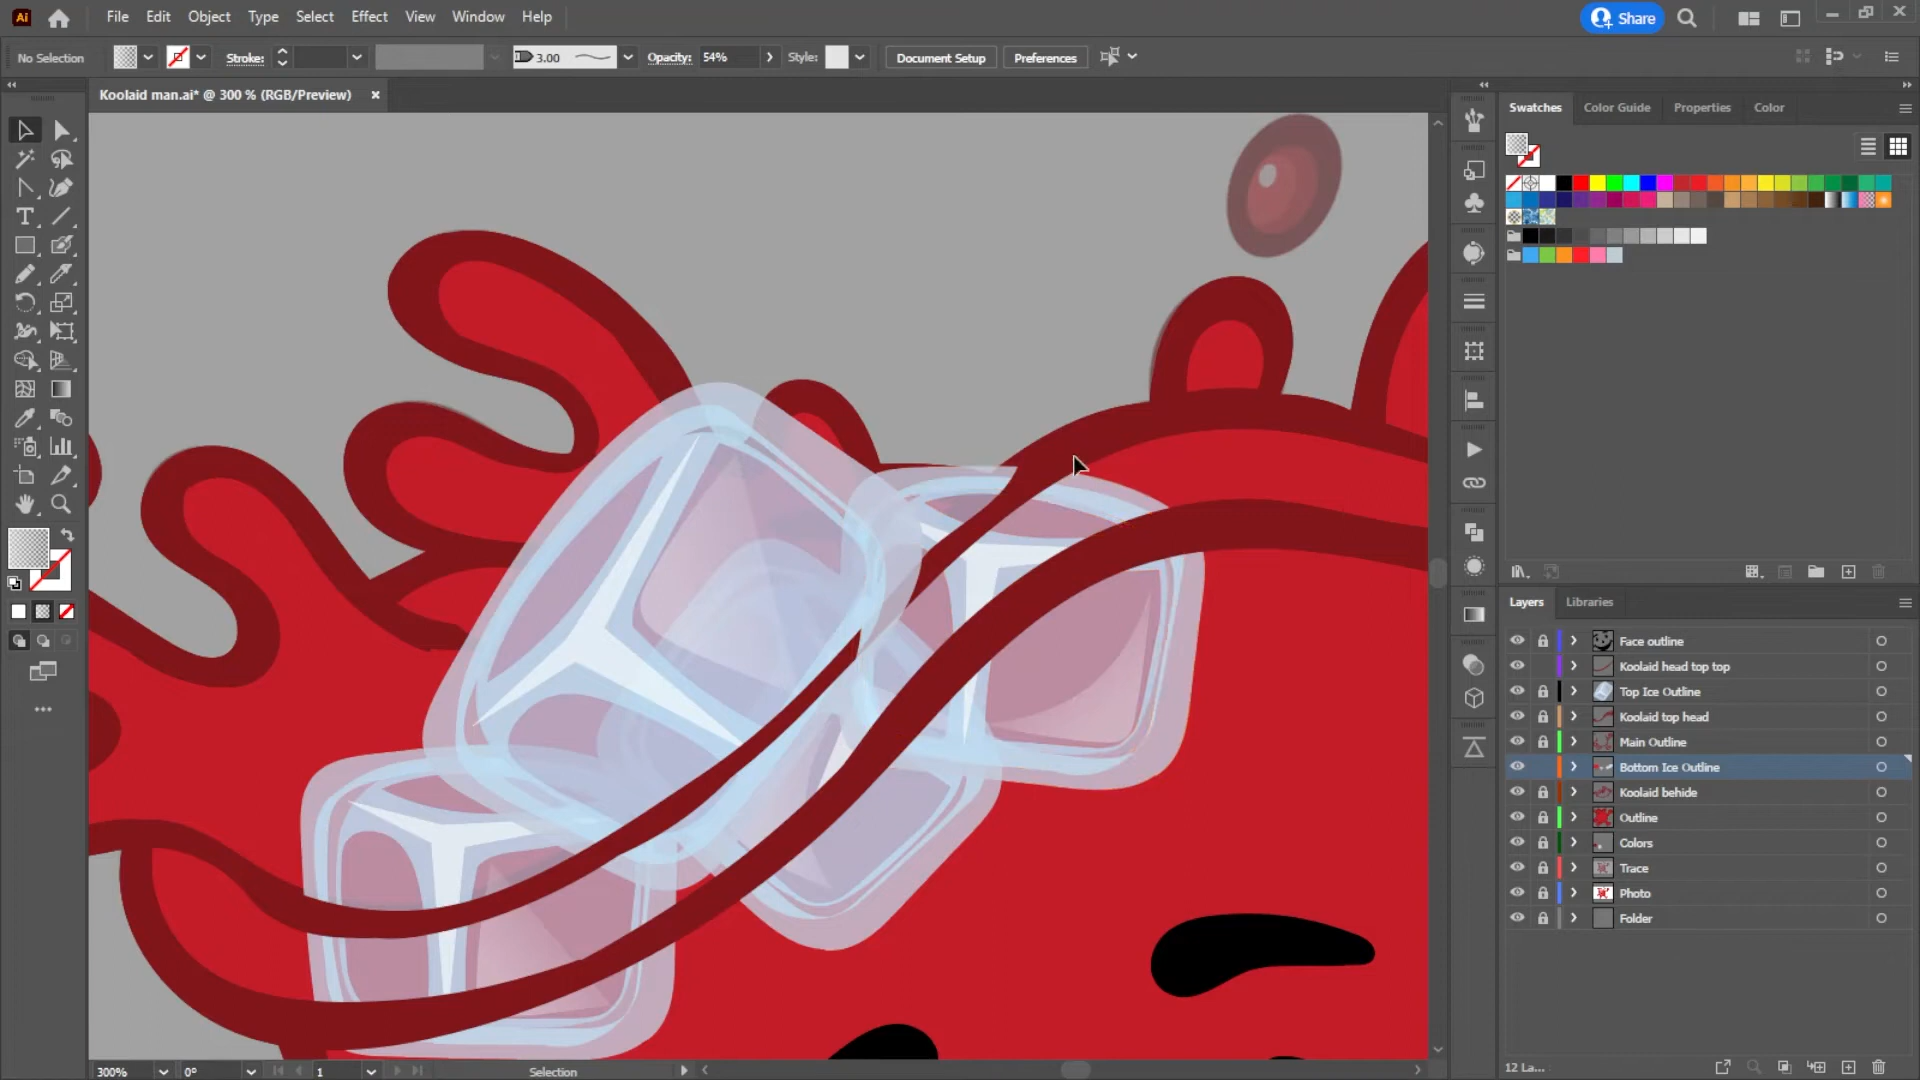 Ai File Edit Object Type Select Effect View Window Help Share
No Selection Stroke: 3.00 Opacity: 54% Style: Document Setup Preferences
Koolaid man.ai* @ 300 % (RGB/Preview) ×
Swatches Color Guide Properties Color
Layers Libraries
Face outline
Koolaid head top top
Top Ice Outline
Koolaid top head
Main Outline
Bottom Ice Outline
Koolaid behide
Outline
Colors
Trace
Photo
Folder
300% 0° 1 Selection
12 La...